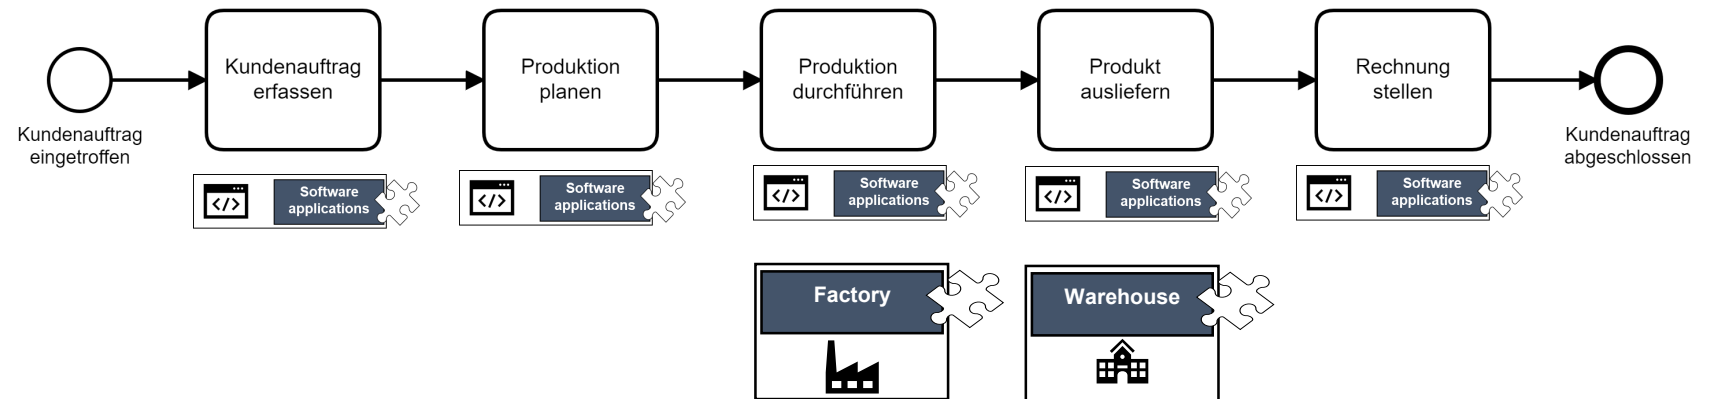 Kundenauftrag
eingetroffen
Kundenauftrag
erfassen
Produktion
planen
Produktion
durchführen
Produkt
ausliefern
Rechnung
stellen
Kundenauftrag
abgeschlossen
</>
Software
applications
</>
Software
applications
</>
Software
applications
</>
Software
applications
</>
Software
applications
Factory
Warehouse